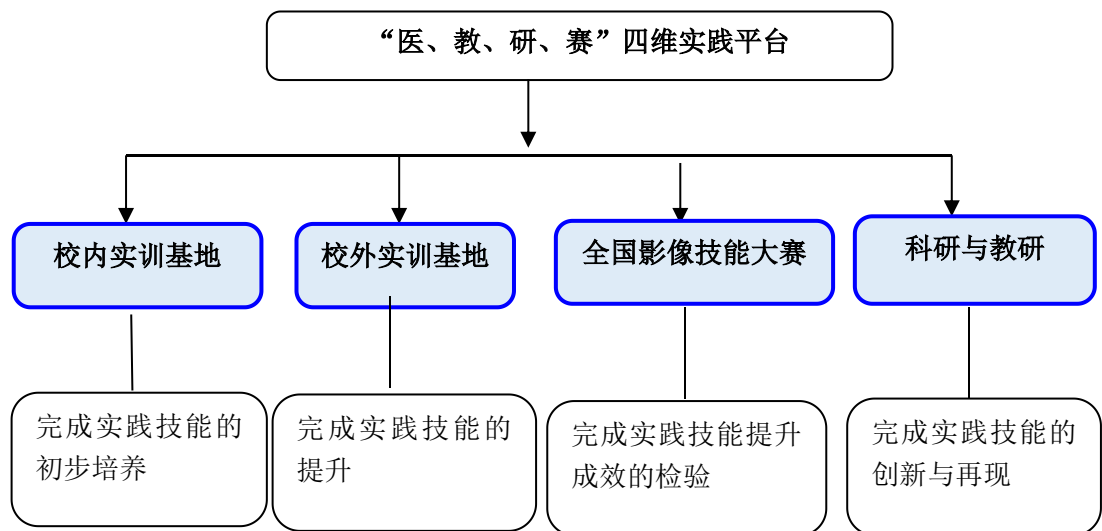 “医、教、研、赛”四维实践平台
校内实训基地
校外实训基地
全国影像技能大赛
科研与教研
完成实践技能的
初步培养
完成实践技能的
提升
完成实践技能提升
成效的检验
完成实践技能的
创新与再现